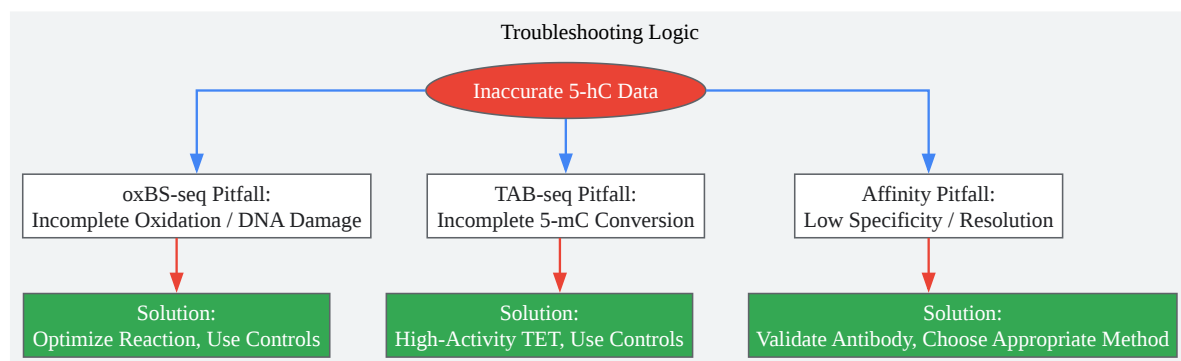 Troubleshooting Logic
Inaccurate 5-hC Data
oxBS-seq Pitfall:
Incomplete Oxidation / DNA Damage
TAB-seq Pitfall:
Incomplete 5-mC Conversion
Affinity Pitfall:
Low Specificity / Resolution
Solution:
Optimize Reaction, Use Controls
Solution:
High-Activity TET, Use Controls
Solution:
Validate Antibody, Choose Appropriate Method